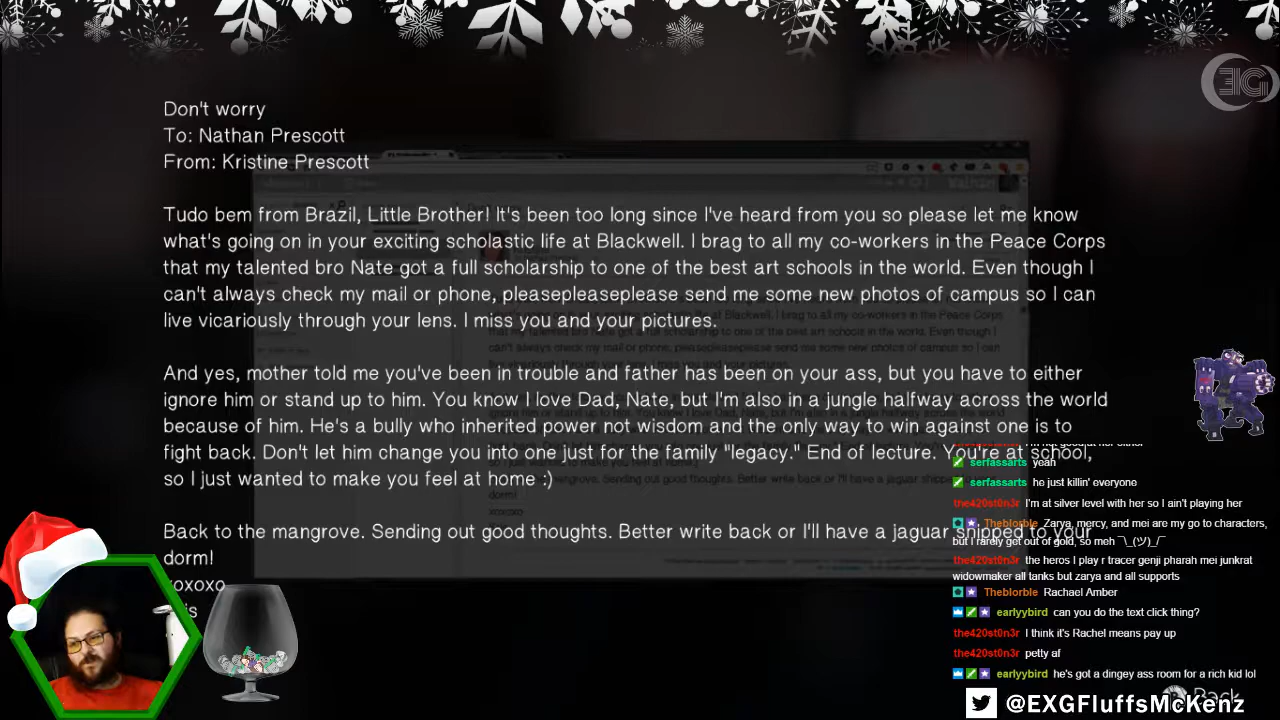 Don't worry
To: Nathan Prescott
From: Kristine Prescott
Tudo bem from Brazil, Little Brother! It's been too long since I've heard from you so please let me know
what's going on in your exciting scholastic life at Blackwell. I brag to all my co-workers in the Peace Corps
that my talented bro Nate got a full scholarship to one of the best art schools in the world. Even though I
can't always check my mail or phone, pleasepleaseplease send me some new photos of campus so I can
live vicariously through your lens. I miss you and your pictures.
And yes, mother told me you've been in trouble and father has been on your ass, but you have to either
ignore him or stand up to him. You know I love Dad, Nate, but I'm also in a jungle halfway across the world
because of him. He's a bully who inherited power not wisdom and the only way to win against one is to
fight back. Don't let him change you into one just for the family "legacy." End of lecture. You're at school,
so I just wanted to make you feel at home :)
Back to the mangrove. Sending out good thoughts. Better write back or I'll have a jaguar shipped to your
dorm!
xoxoxo
3G
serfassarts yeah
serfassarts he just killin' everyone
the420st0n3r I'm at silver level with her so I ain't playing her
Theblorble Zarya, mercy, and mei are my go to characters,
but I rarely get out of gold, so meh ¯\_(ツ)_/¯
the420st0n3r the heros I play r tracer genji pharah mei junkrat
widowmaker all tanks but zarya and all supports
Theblorble Rachael Amber
earlyybird can you do the text click thing?
the420st0n3r I think it's Rachel means pay up
the420st0n3r petty af
earlyybird he's got a dingey ass room for a rich kid lol
Back
@EXGFluffsMcKenz